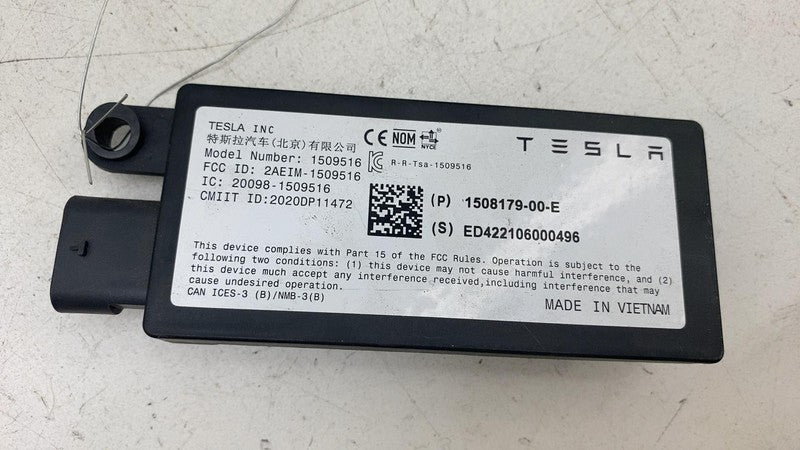 TESLA INC
特斯拉汽车(北京)有限公司
Model Number: 1509516
FCC ID: 2AEIM-1509516
IC: 20098-1509516
CMIIT ID:2020DP11472
CE NOM NYCE
R-R-Tsa-1509516
TESLA
(P) 1508179-00-E
(S) ED422106000496
This device complies with Part 15 of the FCC Rules. Operation is subject to the
following two conditions: (1) this device may not cause harmful interference, and (2)
this device must accept any interference received,including interference that may
cause undesired operation.
CAN ICES-3 (B)/NMB-3(B)
MADE IN VIETNAM